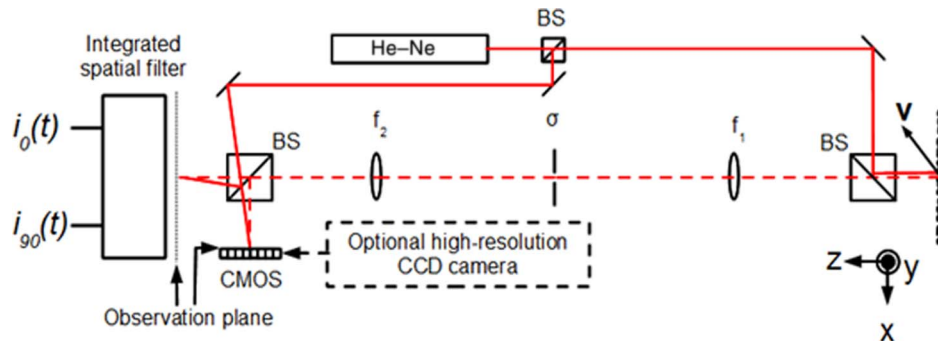 BS
He–Ne
Integrated
spatial filter
i₀(t)
BS
f₂
σ
f₁
BS
v
i₉₀(t)
Optional high-resolution
CCD camera
CMOS
z
y
x
Observation plane